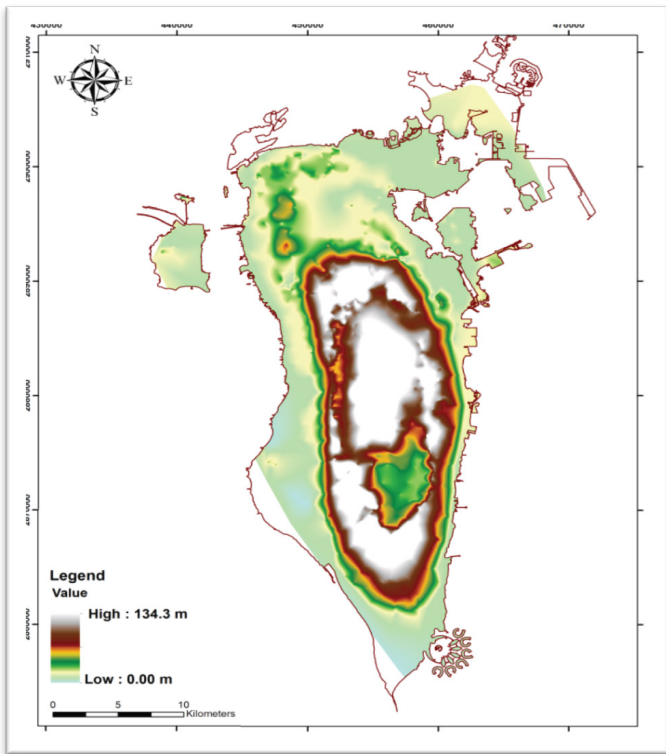 430000 440000 450000 460000 470000
N
W E
S
Legend
Value
High : 134.3 m
Low : 0.00 m
0 5 10
Kilometers